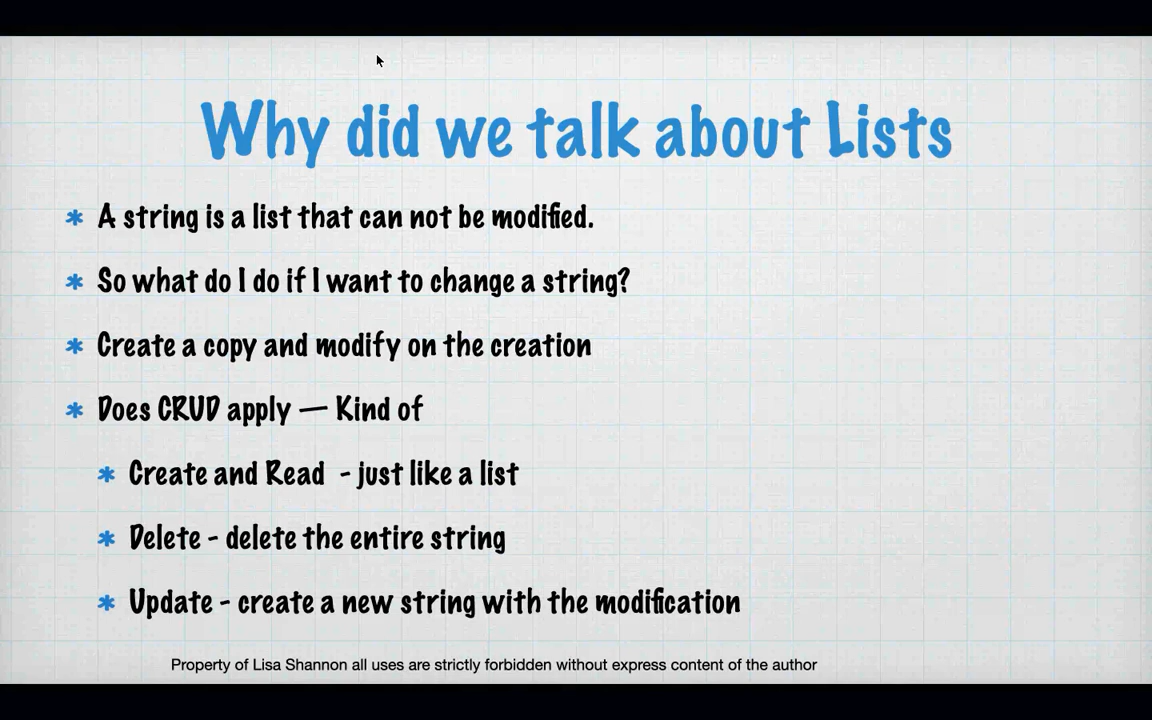 Why did we talk about Lists
* A string is a list that can not be modified.
* So what do I do if I want to change a string?
* Create a copy and modify on the creation
* Does CRUD apply — Kind of
* Create and Read - just like a list
* Delete - delete the entire string
* Update - create a new string with the modification
Property of Lisa Shannon all uses are strictly forbidden without express content of the author